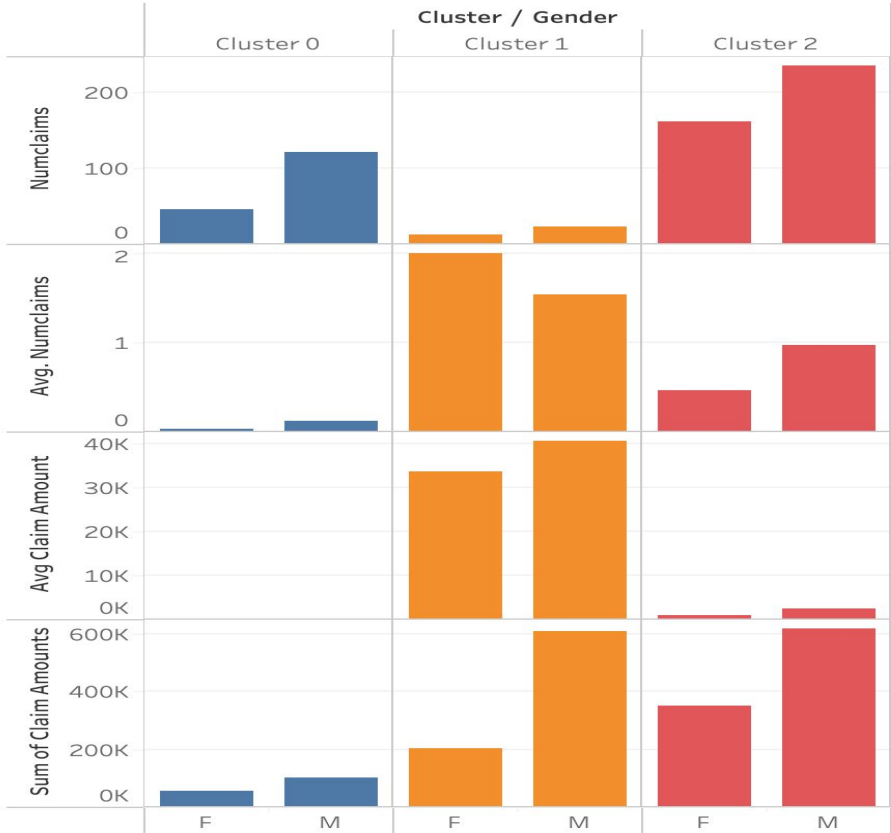 Cluster / Gender
Cluster 0 Cluster 1 Cluster 2
Numclaims
200
100
0
Avg. Numclaims
2
1
0
Avg Claim Amount
40K
30K
20K
10K
0K
Sum of Claim Amounts
600K
400K
200K
0K
F M F M F M